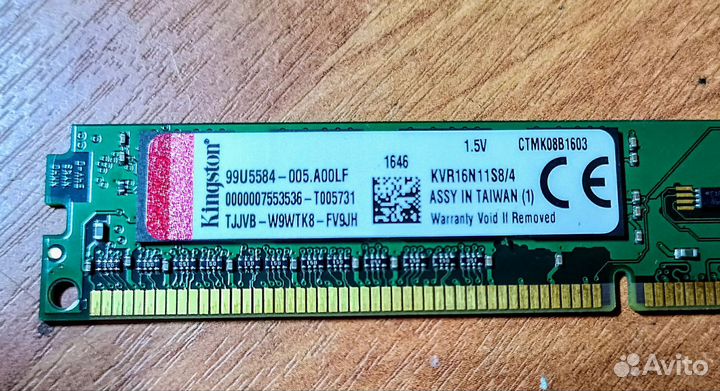 Kingston
99U5584-005.A00LF
0000007553536-T005731
TJJVB-W9WTK8-FV9JH
1646
1.5V
CTMK08B1603
KVR16N11S8/4
ASSY IN TAIWAN (1)
Warranty Void If Removed
CE
Avito